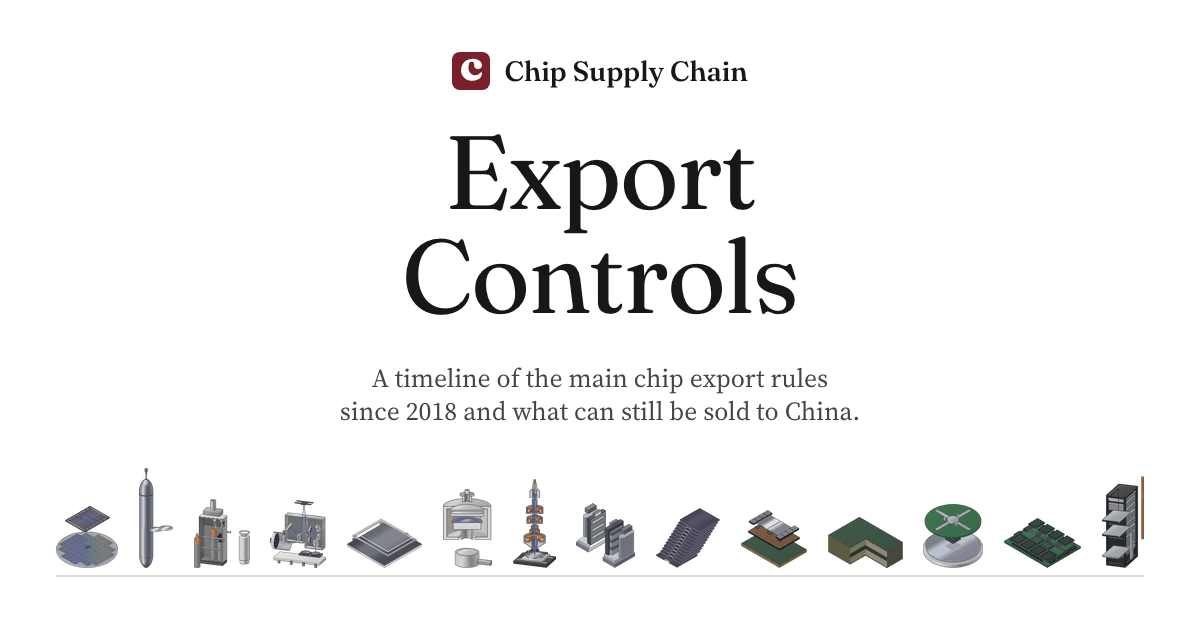 C Chip Supply Chain
Export
Controls
A timeline of the main chip export rules
since 2018 and what can still be sold to China.